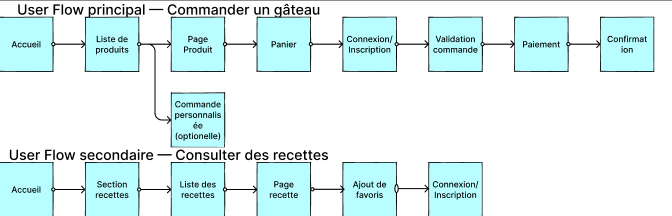 User Flow principal — Commander un gâteau
Accueil
Liste de
produits
Page
Produit
Panier
Connexion/
Inscription
Validation
commande
Paiement
Confirmat
ion
Commande
personnalis
ée
(optionelle)
User Flow secondaire — Consulter des recettes
Accueil
Section
recettes
Liste des
recettes
Page
recette
Ajout de
favoris
Connexion/
Inscription